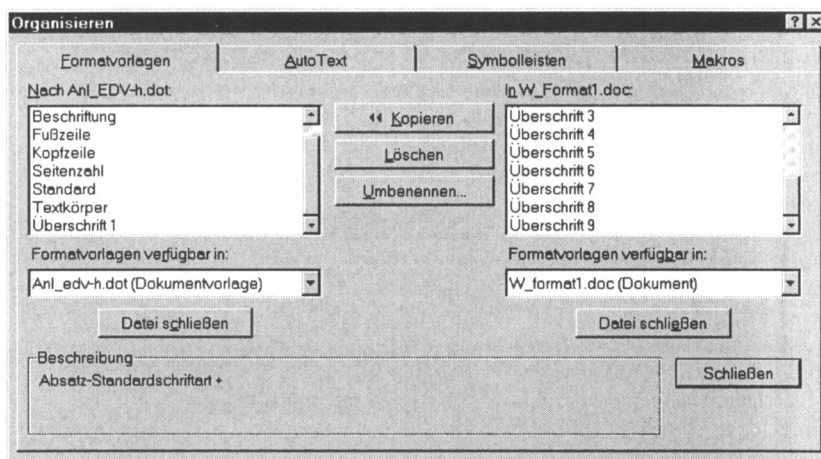 Organisieren
Formatvorlagen AutoText Symbolleisten Makros
Nach Anl_EDV-h.dot:
Beschriftung
Fußzeile
Kopfzeile
Seitenzahl
Standard
Textkörper
Überschrift 1
Kopieren
Löschen
Umbenennen...
In W_Format1.doc:
Überschrift 3
Überschrift 4
Überschrift 5
Überschrift 6
Überschrift 7
Überschrift 8
Überschrift 9
Formatvorlagen verfügbar in:
Anl_edv-h.dot (Dokumentvorlage)
Datei schließen
Formatvorlagen verfügbar in:
W_format1.doc (Dokument)
Datei schließen
Beschreibung
Absatz-Standardschriftart +
Schließen